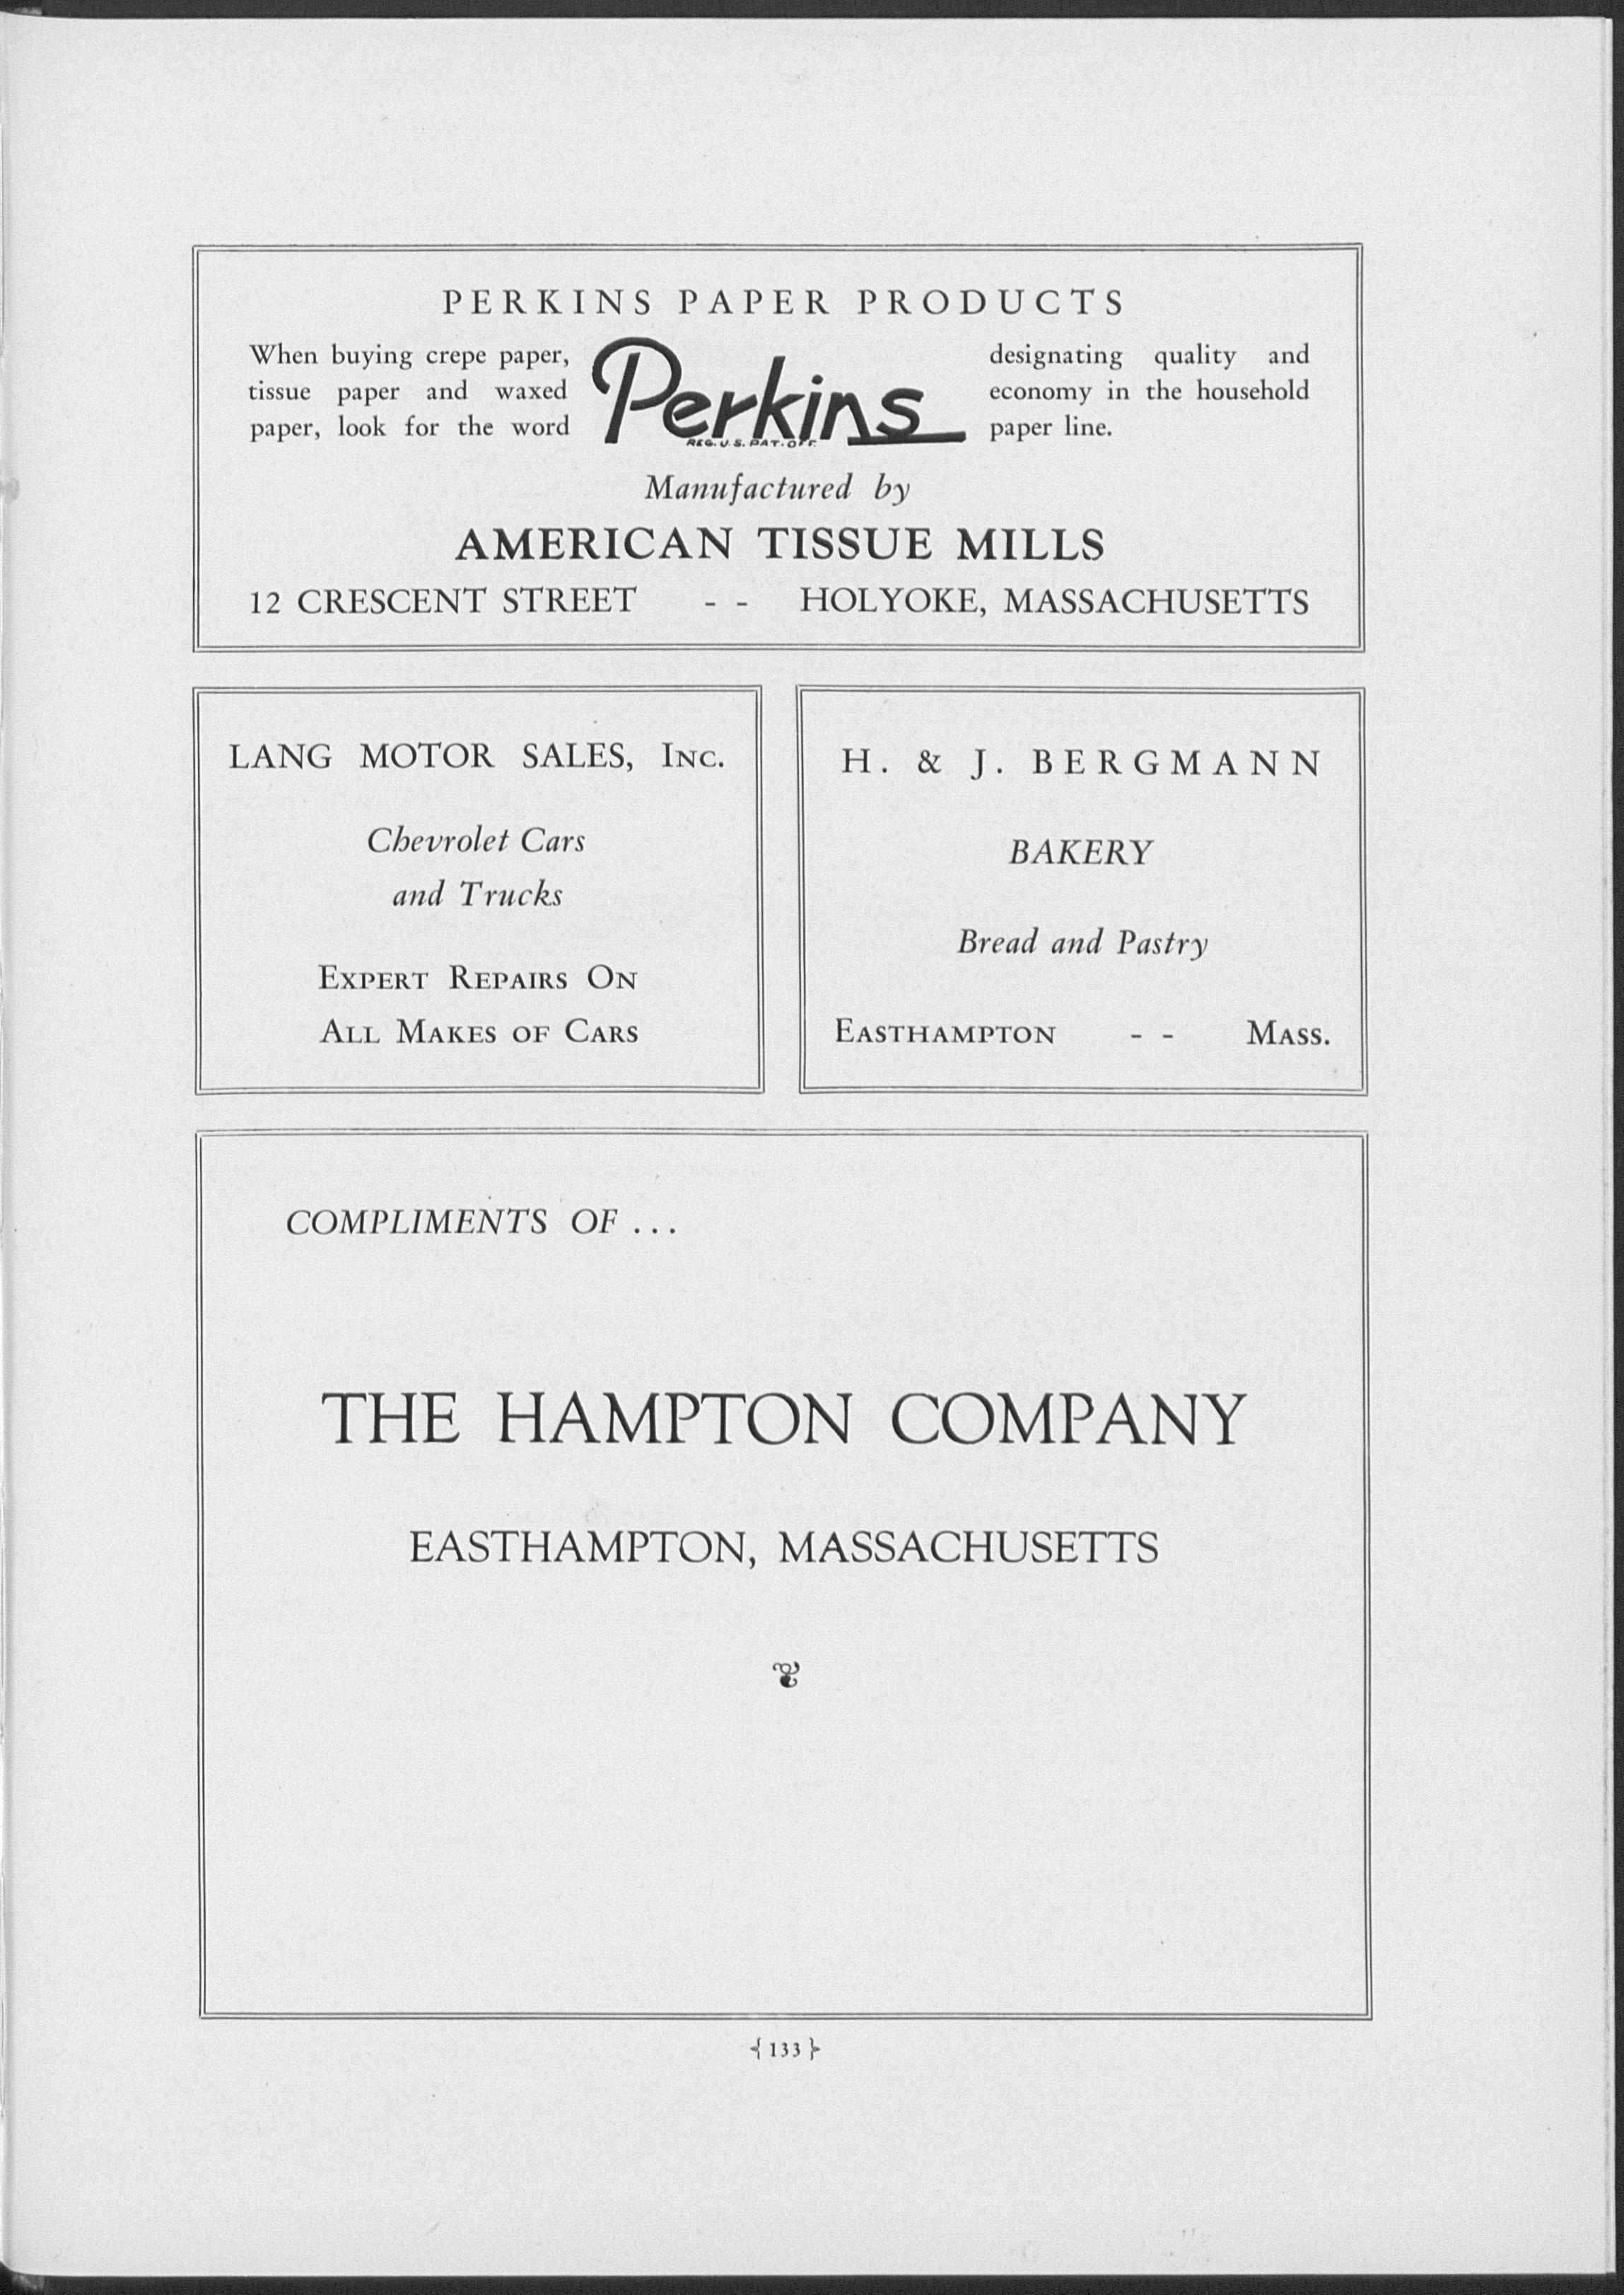 PERKINS PAPER PRODUCTS
When buying crepe paper,
tissue paper and waxed
paper, look for the word
Perkins
REG. U. S. PAT. OFF.
designating quality and
economy in the household
paper line.
Manufactured by
AMERICAN TISSUE MILLS
12 CRESCENT STREET - - HOLYOKE, MASSACHUSETTS
LANG MOTOR SALES, INC.
Chevrolet Cars
and Trucks
EXPERT REPAIRS ON
ALL MAKES OF CARS
H. & J. BERGMANN
BAKERY
Bread and Pastry
EASTHAMPTON - - MASS.
COMPLIMENTS OF ...
THE HAMPTON COMPANY
EASTHAMPTON, MASSACHUSETTS
{ 133 }